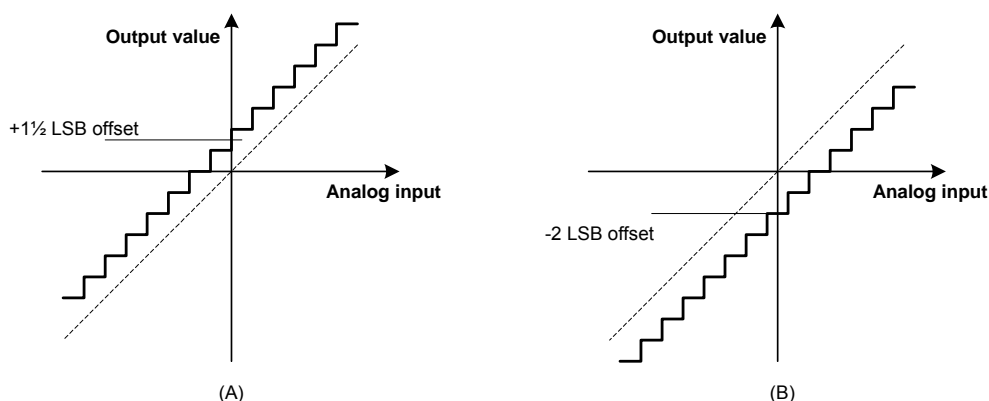 Output value
+1½ LSB offset
Analog input
(A)
Output value
Analog input
-2 LSB offset
(B)